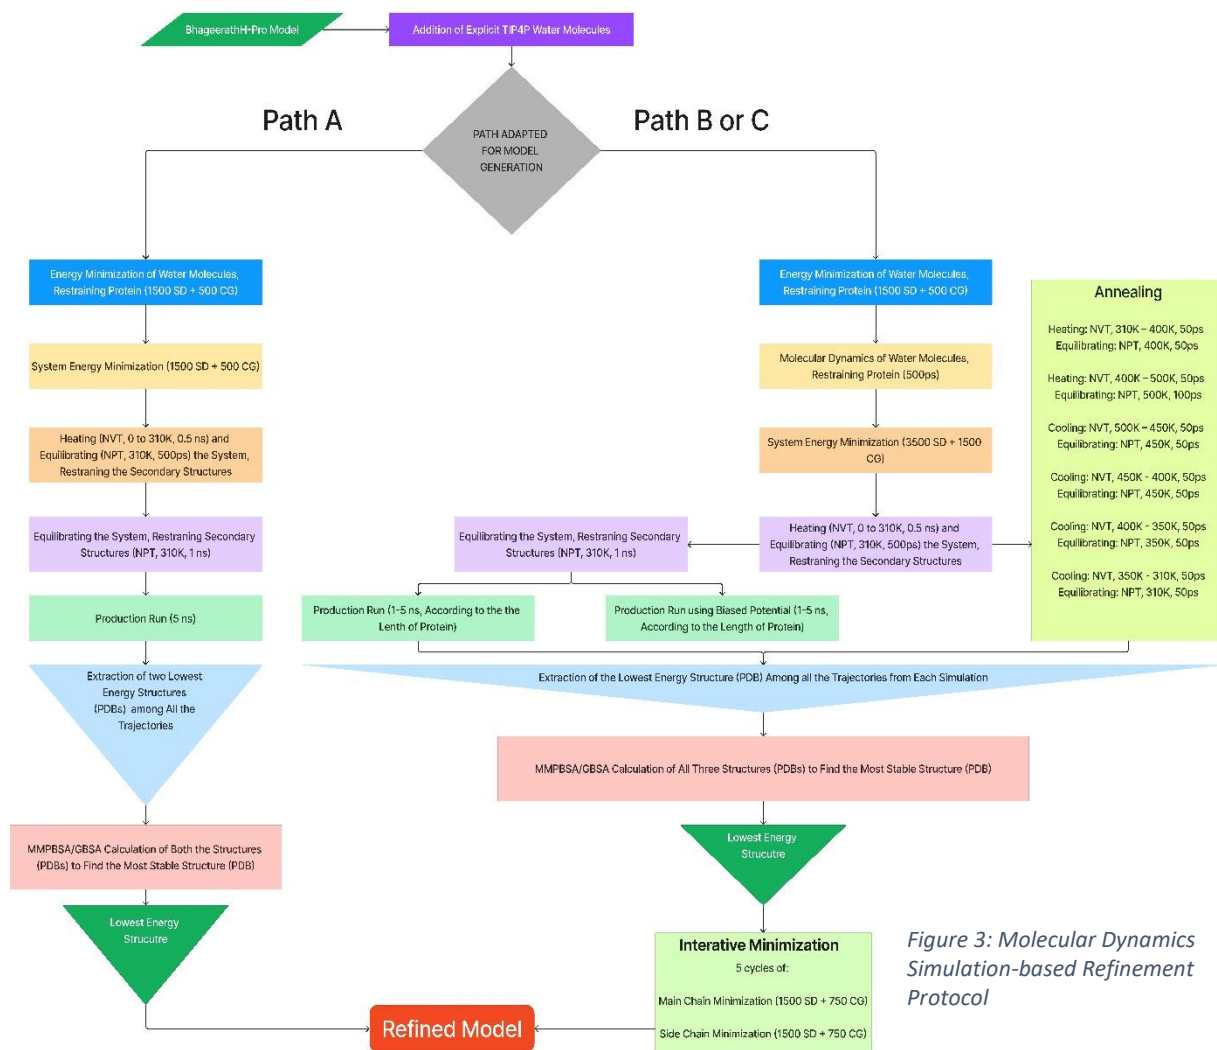 BhageerathH-Pro Model
Addition of Explicit TIP4P Water Molecules
PATH ADAPTED
FOR MODEL
GENERATION
Path A
Path B or C
Energy Minimization of Water Molecules,
Restraining Protein (1500 SD + 500 CG)
System Energy Minimization (1500 SD + 500 CG)
Heating (NVT, 0 to 310K, 0.5 ns) and
Equilibrating (NPT, 310K, 500ps) the System,
Restraning the Secondary Structures
Equilibrating the System, Restraning Secondary
Structures (NPT, 310K, 1 ns)
Production Run (5 ns)
Extraction of two Lowest
Energy Structures
(PDBs) among All the
Trajectories
MMPBSA/GBSA Calculation of Both the Structures
(PDBs) to Find the Most Stable Structure (PDB)
Lowest Energy
Strucutre
Energy Minimization of Water Molecules,
Restraining Protein (1500 SD + 500 CG)
Molecular Dynamics of Water Molecules,
Restraining Protein (500ps)
System Energy Minimization (3500 SD + 1500
CG)
Heating (NVT, 0 to 310K, 0.5 ns) and
Equilibrating (NPT, 310K, 500ps) the System,
Restraning the Secondary Structures
Equilibrating the System, Restraning Secondary
Structures (NPT, 310K, 1 ns)
Production Run (1-5 ns, According to the the
Lenth of Protein)
Production Run using Biased Potential (1-5 ns,
According to the Length of Protein)
Annealing
Heating: NVT, 310K – 400K, 50ps
Equilibrating: NPT, 400K, 50ps
Heating: NVT, 400K – 500K, 50ps
Equilibrating: NPT, 500K, 100ps
Cooling: NVT, 500K – 450K, 50ps
Equilibrating: NPT, 450K, 50ps
Cooling: NVT, 450K - 400K, 50ps
Equilibrating: NPT, 450K, 50ps
Cooling: NVT, 400K - 350K, 50ps
Equilibrating: NPT, 350K, 50ps
Cooling: NVT, 350K - 310K, 50ps
Equilibrating: NPT, 310K, 50ps
Extraction of the Lowest Energy Structure (PDB) Among all the Trajectories from Each Simulation
MMPBSA/GBSA Calculation of All Three Structures (PDBs) to Find the Most Stable Structure (PDB)
Lowest Energy
Strucutre
Interative Minimization
5 cycles of:
Main Chain Minimization (1500 SD + 750 CG)
Side Chain Minimization (1500 SD + 750 CG)
Refined Model
Figure 3: Molecular Dynamics
Simulation-based Refinement
Protocol